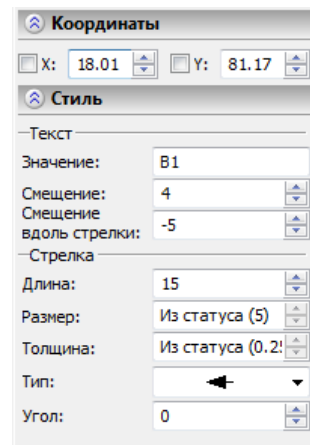 Координаты
X: 18.01 Y: 81.17
Стиль
Текст
Значение: B1
Смещение: 4
Смещение
вдоль стрелки: -5
Стрелка
Длина: 15
Размер: Из статуса (5)
Толщина: Из статуса (0.2
Тип:
Угол: 0